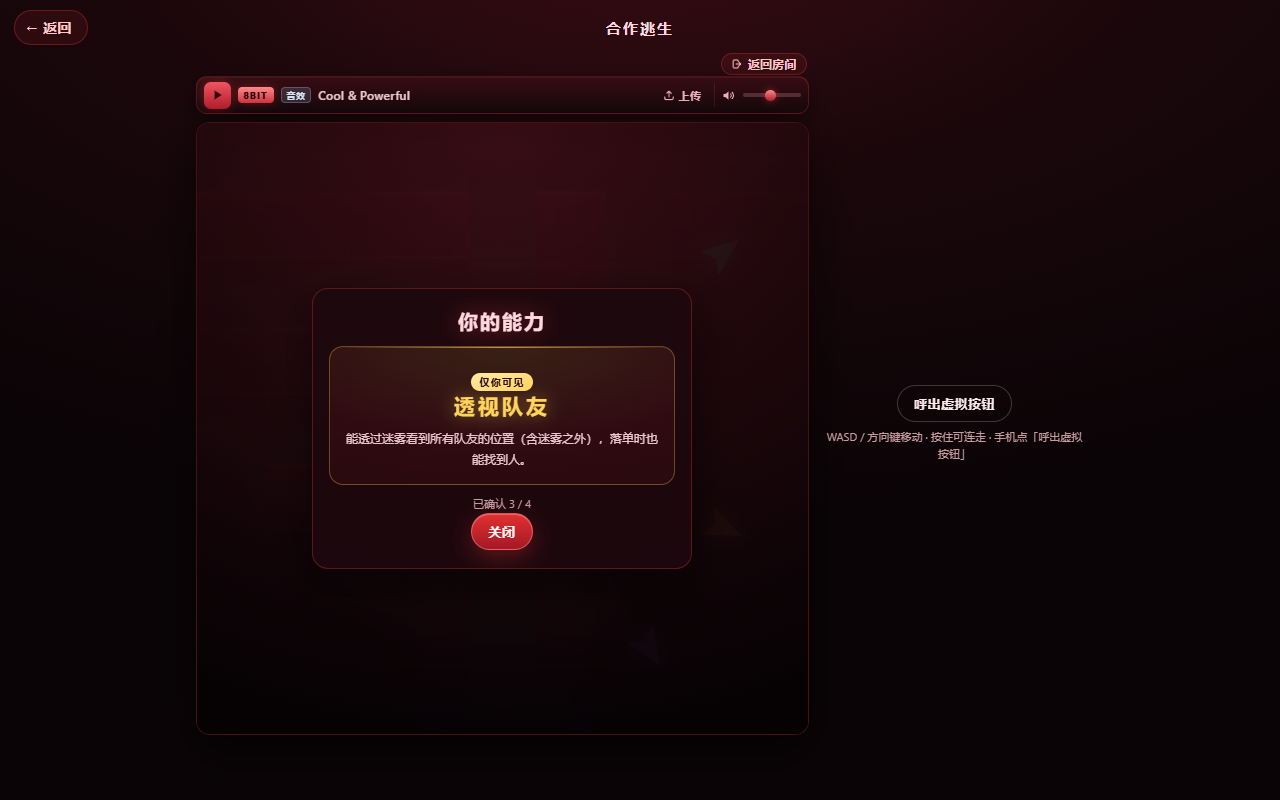 ← 返回
合作逃生
返回房间
8BIT 音效 Cool & Powerful 上传
你的能力
仅你可见
透视队友
能透过迷雾看到所有队友的位置（含迷雾之外），落单时也
能找到人。
已确认 3 / 4
关闭
呼出虚拟按钮
WASD / 方向键移动 · 按住可连走 · 手机点「呼出虚拟
按钮」